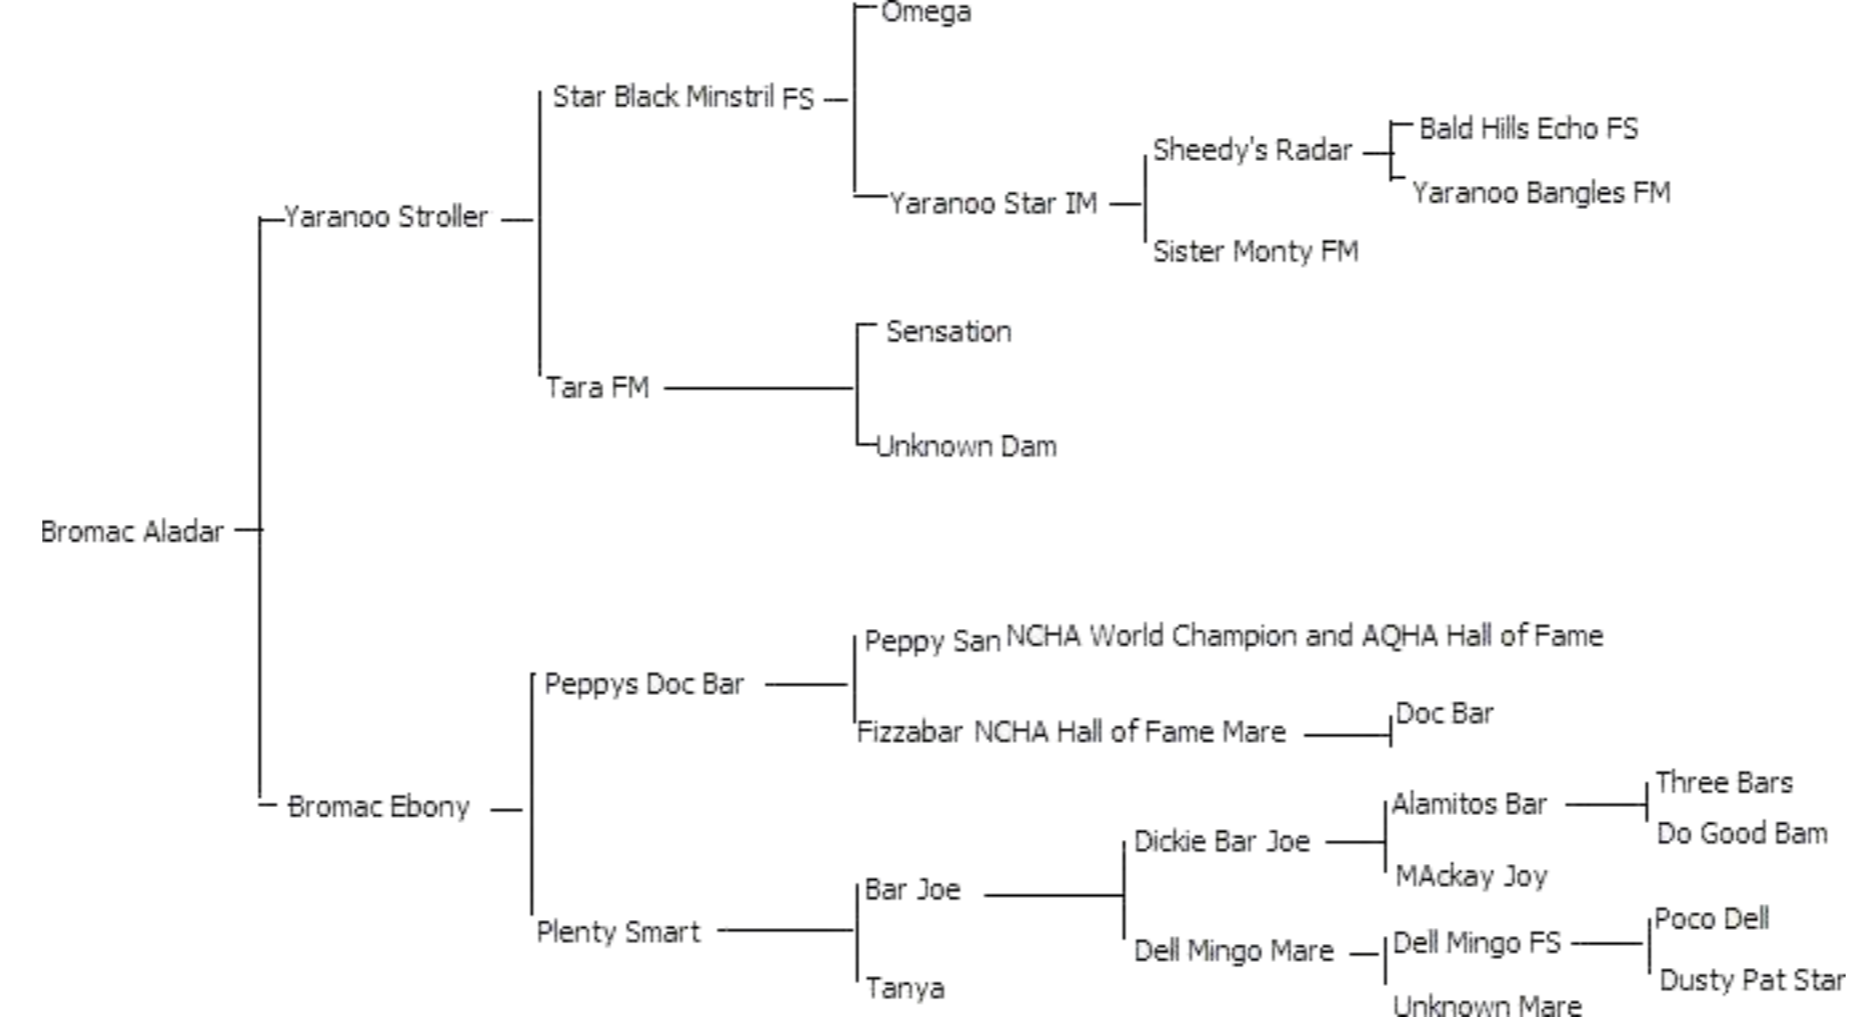 Omega
Star Black Minstril FS
Bald Hills Echo FS
Sheedy's Radar
Yaranoo Bangles FM
Yaranoo Star IM
Yaranoo Stroller
Sister Monty FM
Sensation
Tara FM
Unknown Dam
Bromac Aladar
Peppy San NCHA World Champion and AQHA Hall of Fame
Peppys Doc Bar
Doc Bar
Fizzabar NCHA Hall of Fame Mare
Three Bars
Alamitos Bar
Bromac Ebony
Do Good Bam
Dickie Bar Joe
MAckay Joy
Bar Joe
Poco Dell
Plenty Smart
Dell Mingo FS
Dell Mingo Mare
Dusty Pat Star
Tanya
Unknown Mare